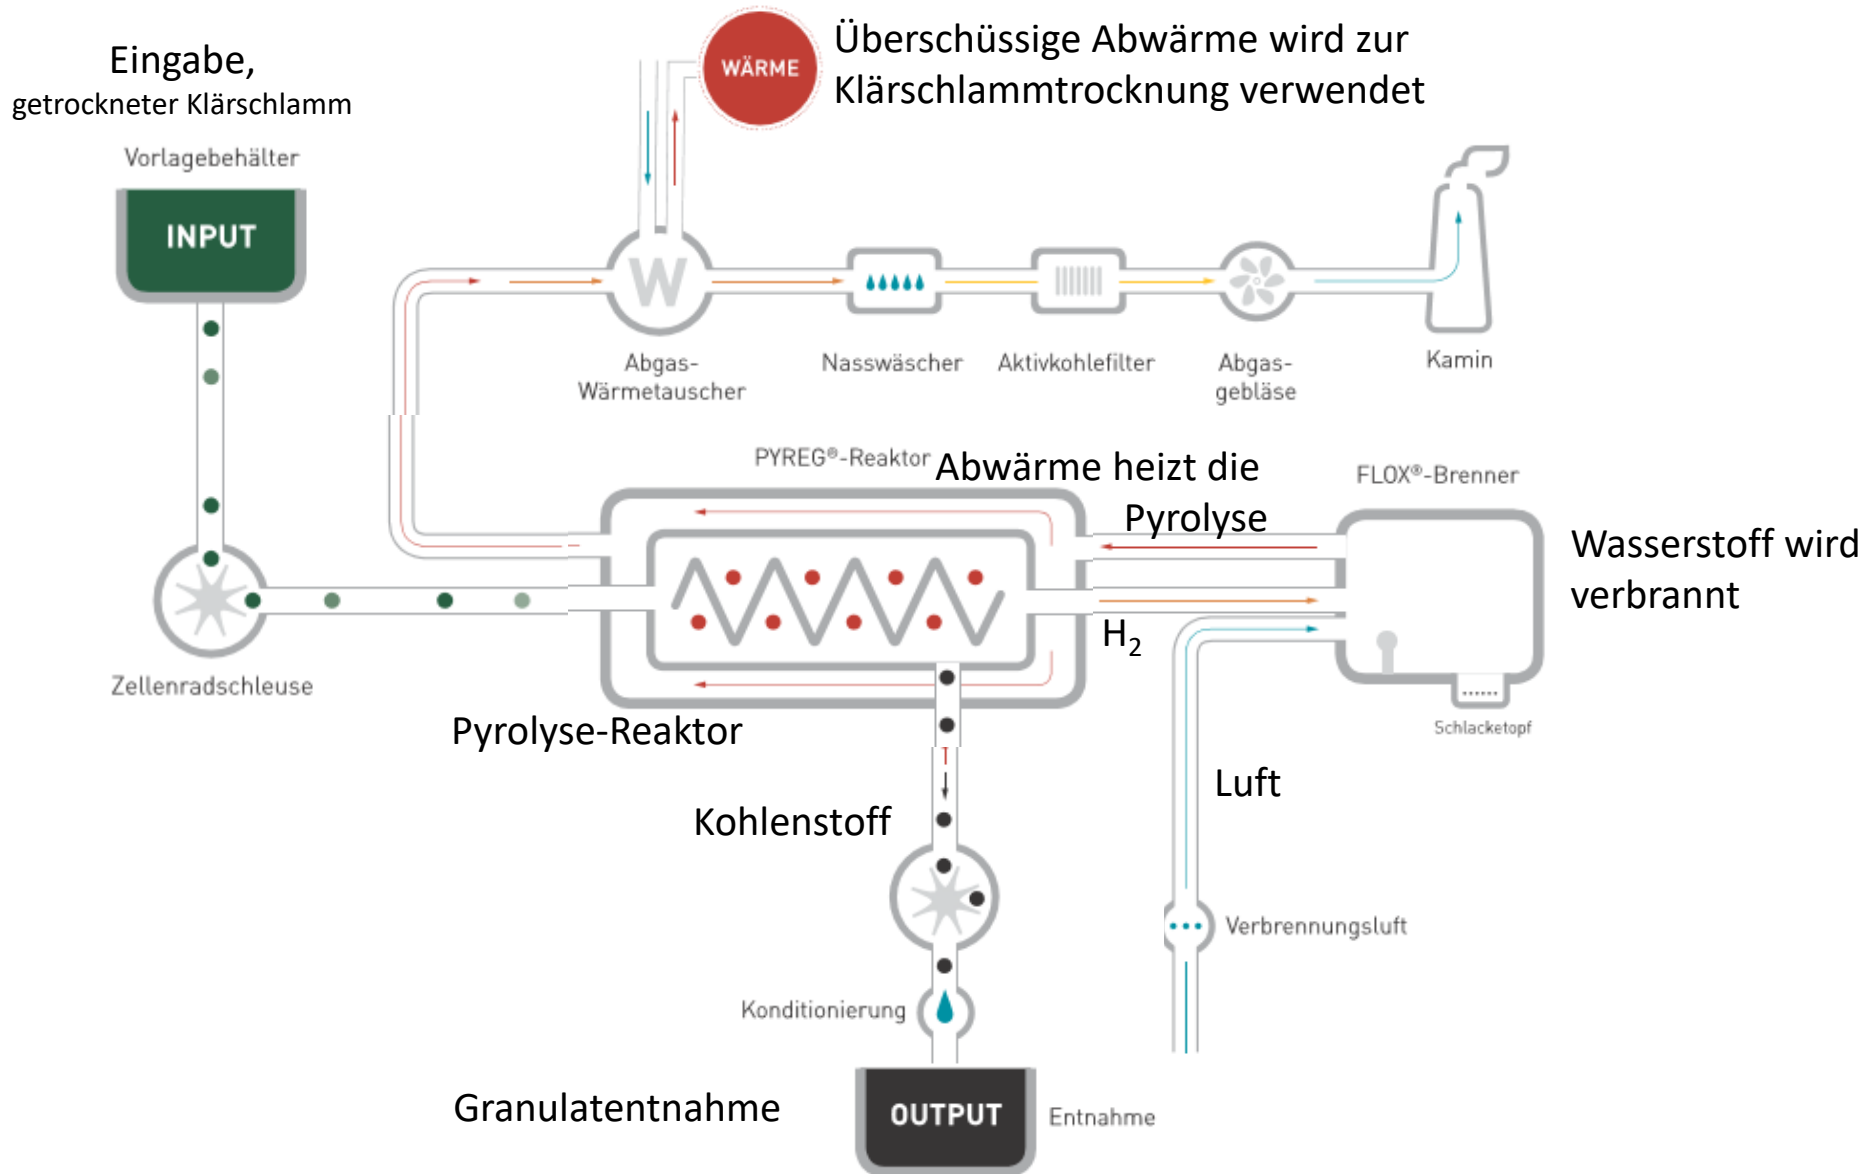 Eingabe,
getrockneter Klärschlamm
Vorlagebehälter
INPUT
WÄRME
Überschüssige Abwärme wird zur
Klärschlammtrocknung verwendet
W
Abgas-
Wärmetauscher
Nasswäscher
Aktivkohlefilter
Abgas-
gebläse
Kamin
PYREG®-Reaktor
Abwärme heizt die
Pyrolyse
FLOX®-Brenner
Wasserstoff wird
verbrannt
H₂
Zellenradschleuse
Pyrolyse-Reaktor
Schlacketopf
Luft
Kohlenstoff
Verbrennungsluft
Konditionierung
Granulatentnahme
OUTPUT
Entnahme